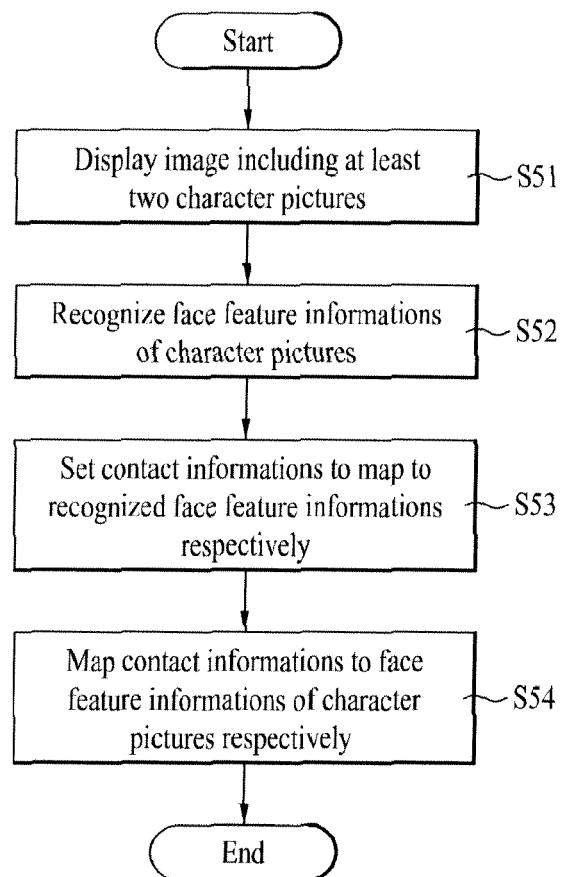 Start
Display image including at least
two character pictures
S51
Recognize face feature informations
of character pictures
S52
Set contact informations to map to
recognized face feature informations
respectively
S53
Map contact informations to face
feature informations of character
pictures respectively
S54
End